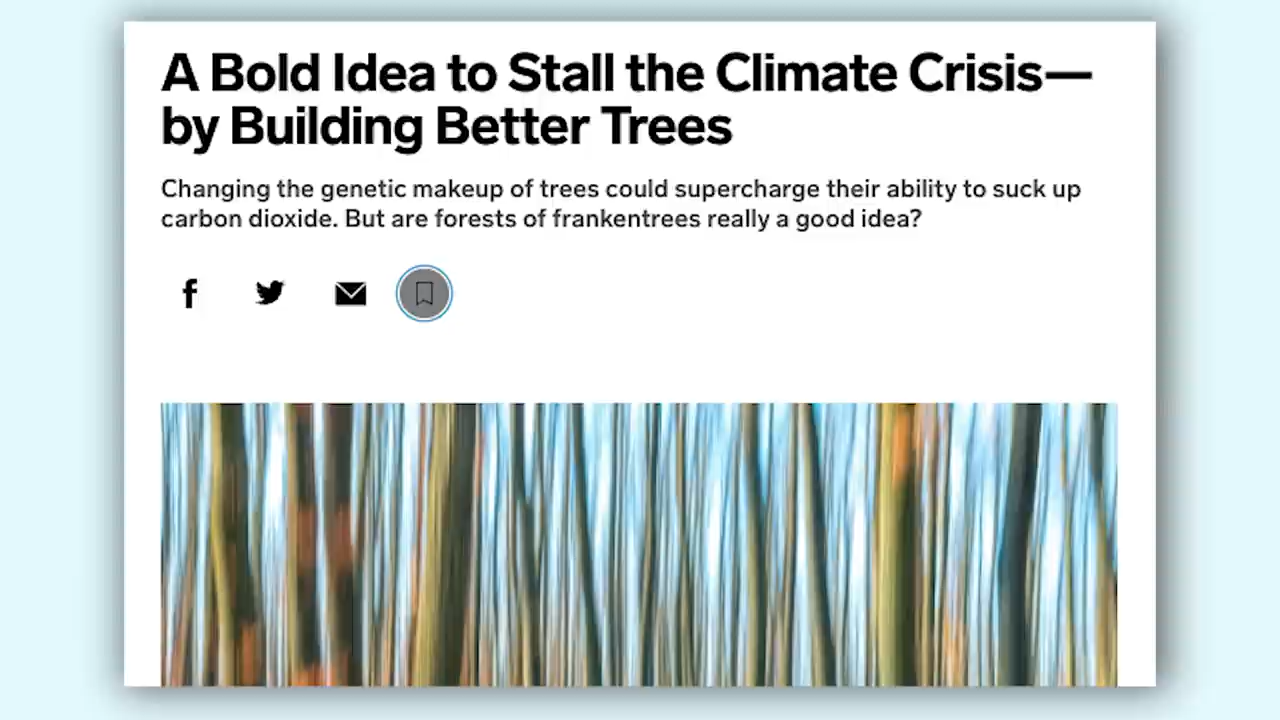 A Bold Idea to Stall the Climate Crisis—
by Building Better Trees
Changing the genetic makeup of trees could supercharge their ability to suck up
carbon dioxide. But are forests of frankentrees really a good idea?